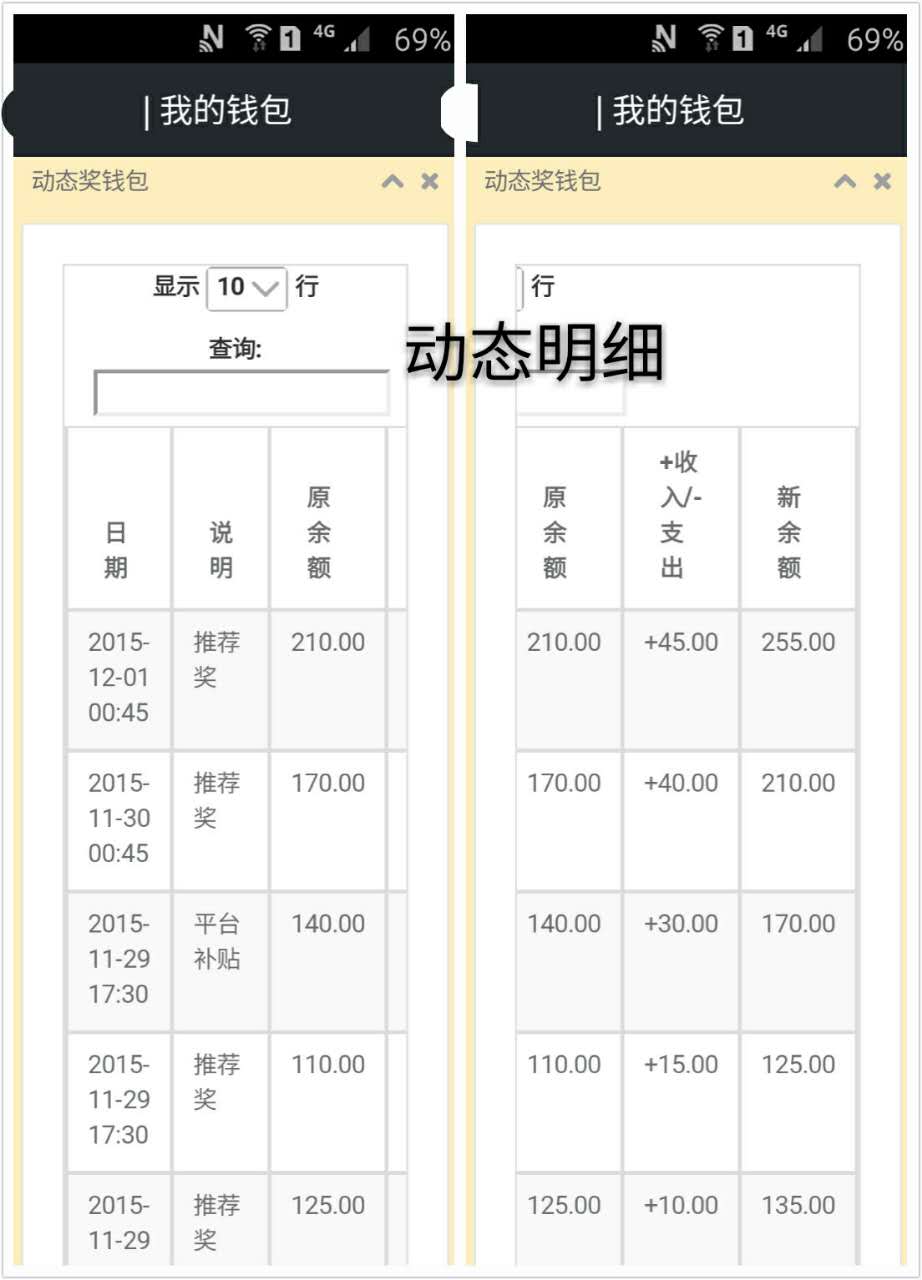 4G 69%
| 我的钱包
动态奖钱包
显示 10 行
查询:
日
期
说
明
原
余
额
2015-
12-01
00:45
推荐
奖
210.00
2015-
11-30
00:45
推荐
奖
170.00
2015-
11-29
17:30
平台
补贴
140.00
2015-
11-29
17:30
推荐
奖
110.00
2015-
11-29
推荐
奖
125.00
动态明细
1 4G 69%
| 我的钱包
动态奖钱包
行
原
余
额
+收
入/-
支
出
新
余
额
210.00 +45.00 255.00
170.00 +40.00 210.00
140.00 +30.00 170.00
110.00 +15.00 125.00
125.00 +10.00 135.00